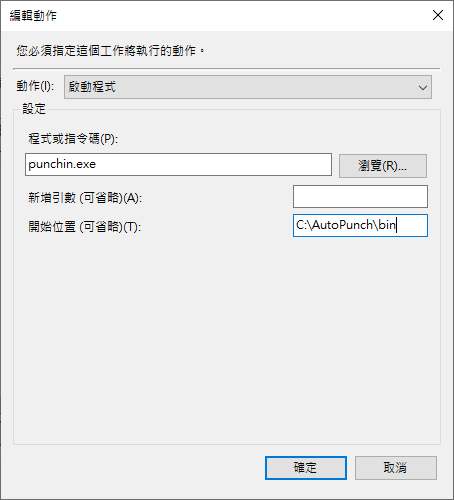 編輯動作
您必須指定這個工作將執行的動作。
動作(I): 啟動程式
設定
程式或指令碼(P):
punchin.exe 瀏覽(R)...
新增引數 (可省略)(A):
開始位置 (可省略)(T): C:\AutoPunch\bin
確定 取消